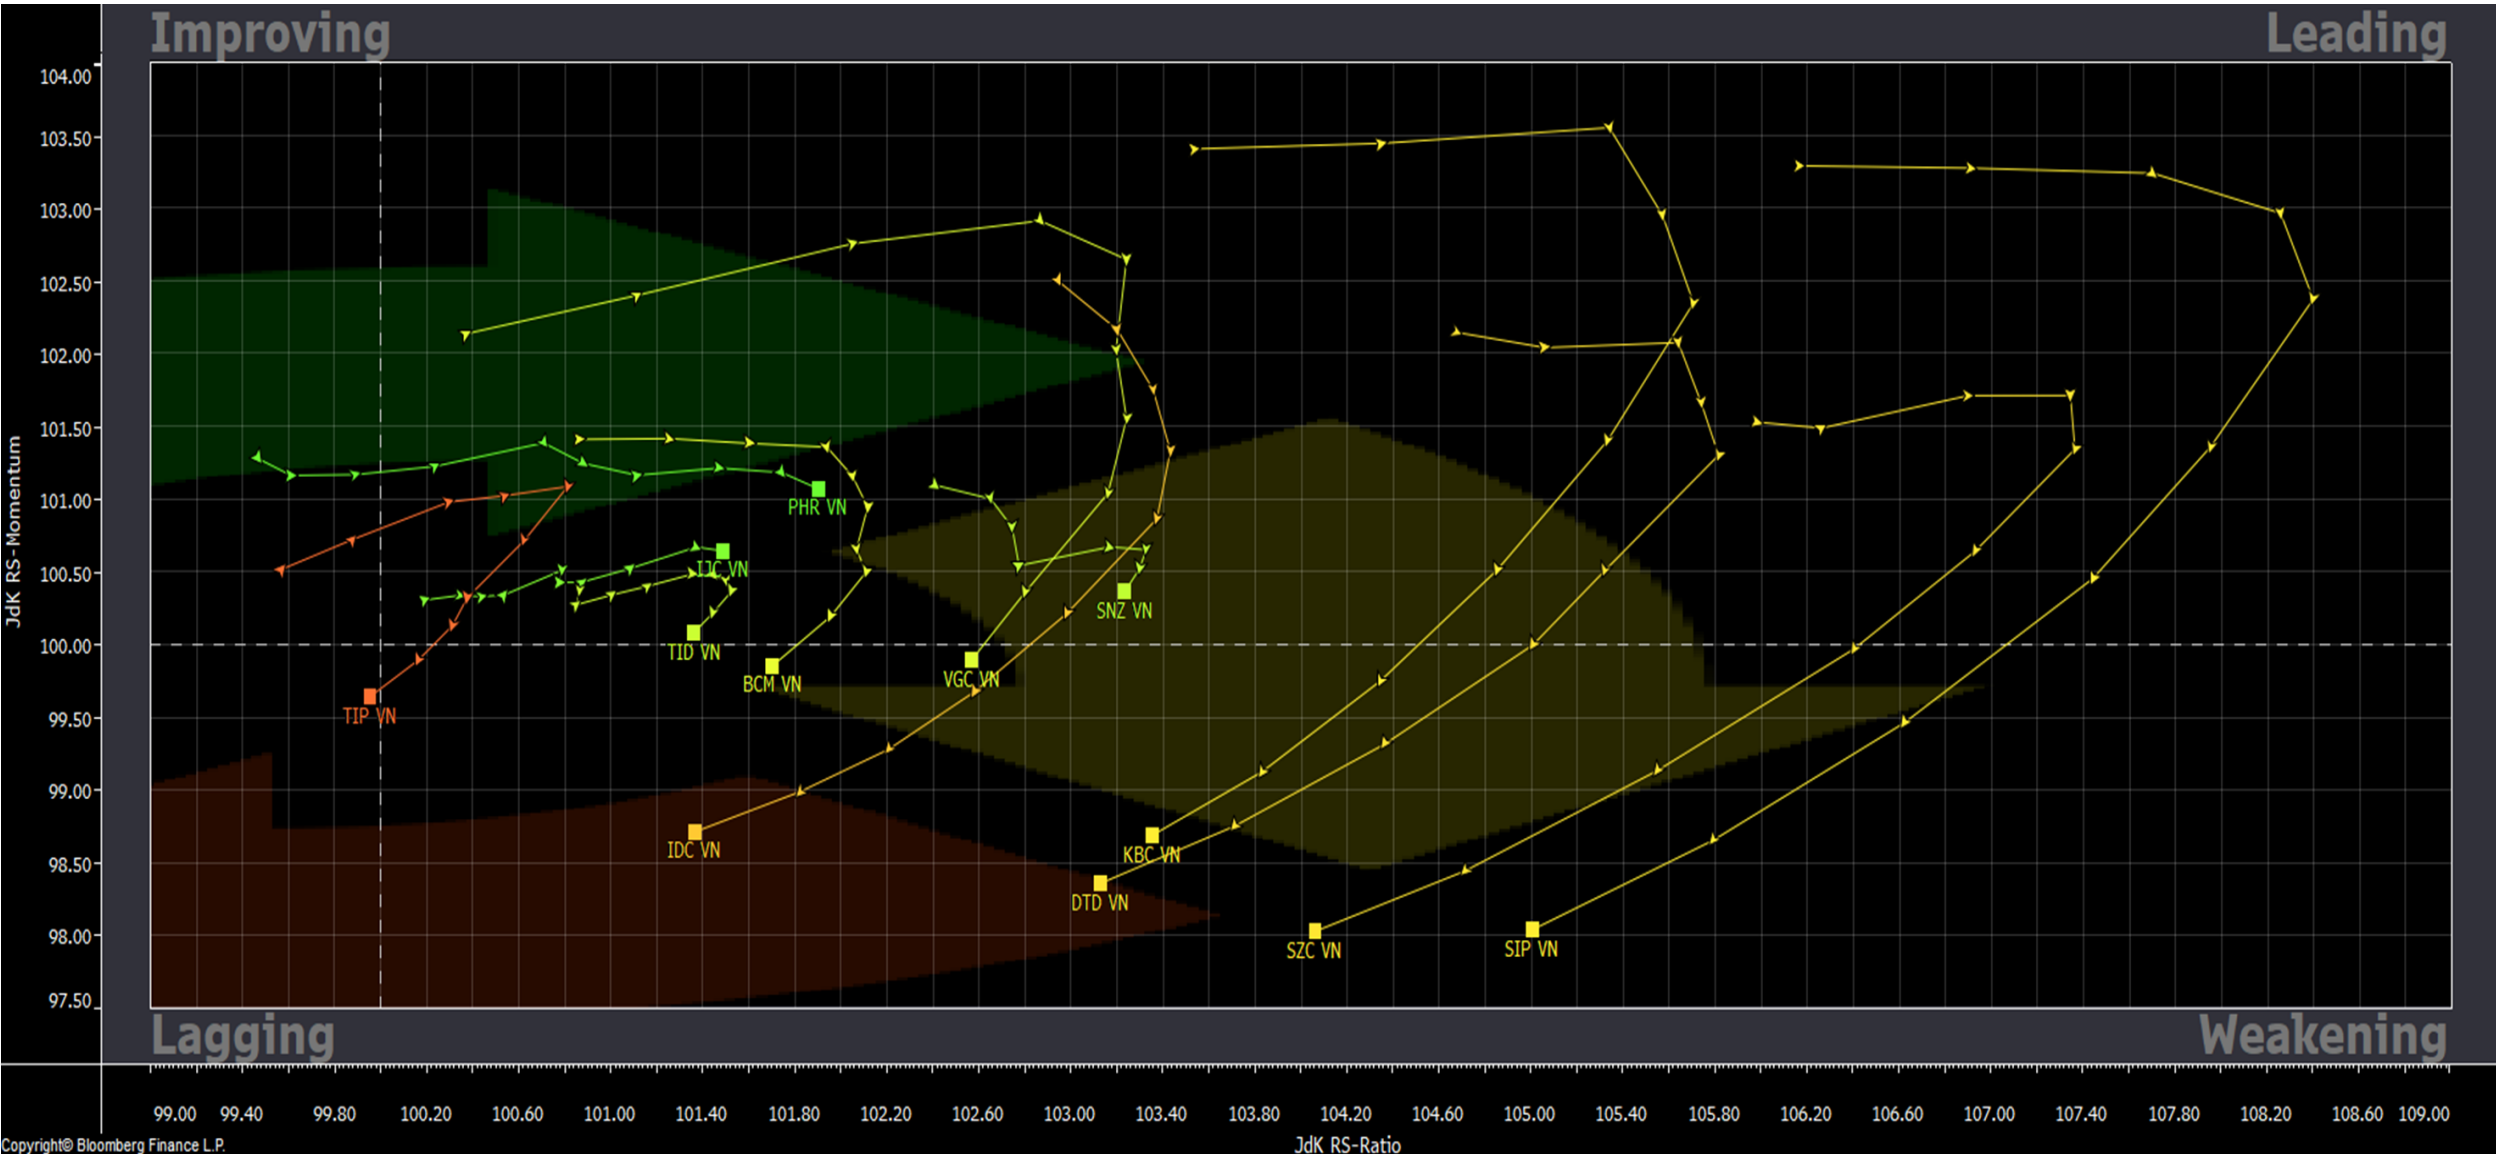 Improving
Leading
104.00
103.50
103.00
102.50
102.00
101.50
101.00
100.50
100.00
99.50
99.00
98.50
98.00
97.50
JdK RS-Momentum
PHR VN
IJC VN
SNZ VN
TID VN
BCM VN
VGC VN
TIP VN
IDC VN
KBC VN
DTD VN
SZC VN
SIP VN
Lagging
Weakening
99.00 99.40 99.80 100.20 100.60 101.00 101.40 101.80 102.20 102.60 103.00 103.40 103.80 104.20 104.60 105.00 105.40 105.80 106.20 106.60 107.00 107.40 107.80 108.20 108.60 109.00
JdK RS-Ratio
Copyright© Bloomberg Finance L.P.